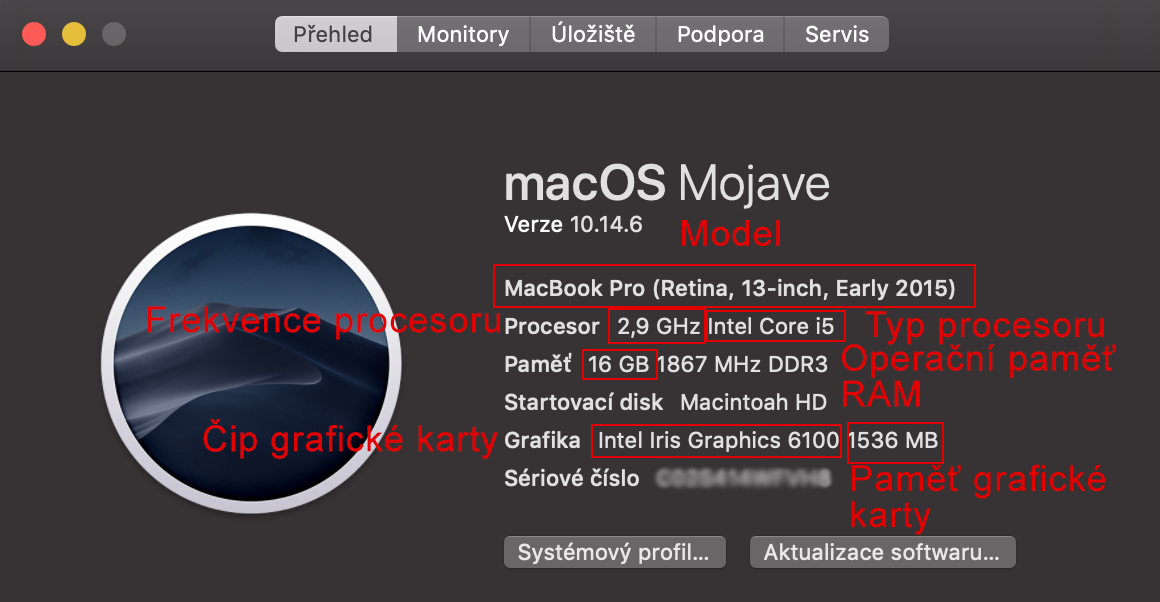 Přehled Monitory Úložiště Podpora Servis
macOS Mojave
Verze 10.14.6
Model
MacBook Pro (Retina, 13-inch, Early 2015)
Frekvence procesoru Procesor 2,9 GHz Intel Core i5 Typ procesoru
Paměť 16 GB 1867 MHz DDR3 Operační paměť
RAM
Startovací disk Macintoah HD
Čip grafické karty Grafika Intel Iris Graphics 6100 1536 MB
Sériové číslo
Paměť grafické
karty
Systémový profil... Aktualizace softwaru...